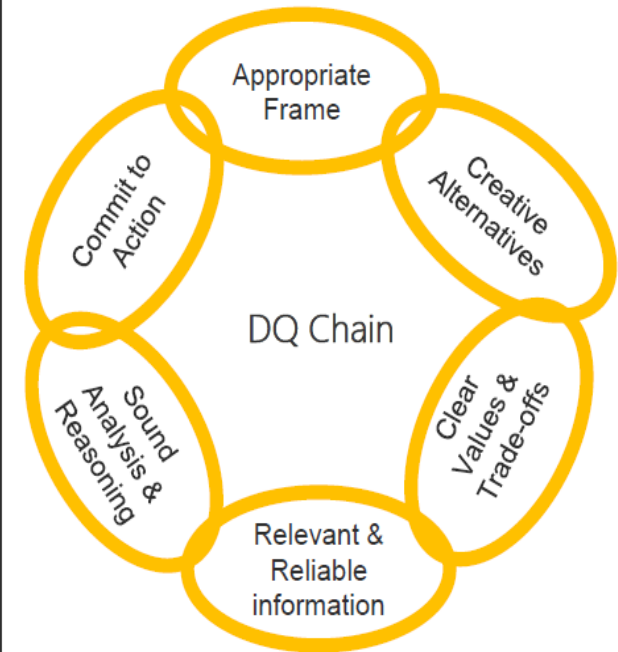 Appropriate
Frame
Creative
Alternatives
Clear
Values &
Trade-offs
Relevant &
Reliable
information
Sound
Analysis &
Reasoning
Commit to
Action
DQ Chain